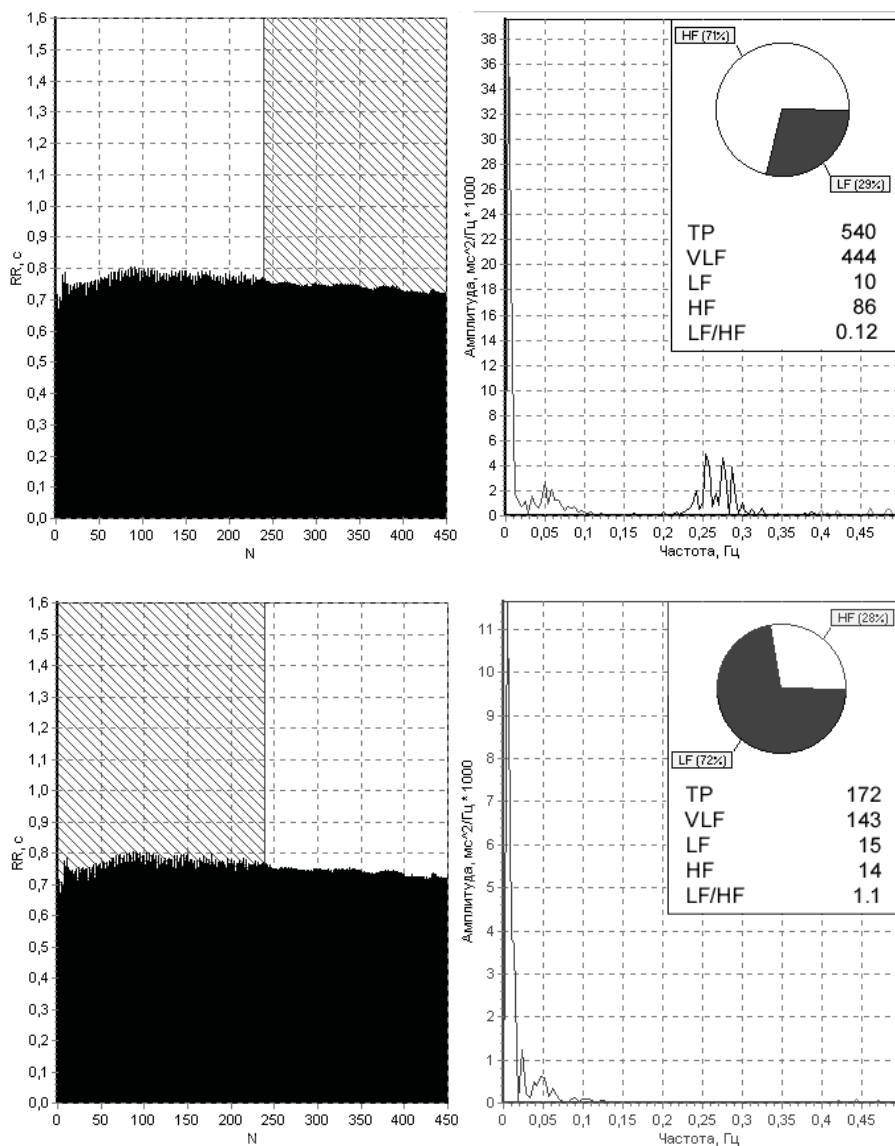 1,6
1,5
1,4
1,3
1,2
1,1
1,0
0,9
0,8
0,7
0,6
0,5
0,4
0,3
0,2
0,1
0,0
RR, с
0 50 100 150 200 250 300 350 400 450
N
38
36
34
32
30
28
26
24
22
20
18
16
14
12
10
8
6
4
2
0
Амплитуда, мс^2/Гц * 1000
0 0,05 0,1 0,15 0,2 0,25 0,3 0,35 0,4 0,45
Частота, Гц
HF (71%)
LF (29%)
TP 540
VLF 444
LF 10
HF 86
LF/HF 0.12
1,6
1,5
1,4
1,3
1,2
1,1
1,0
0,9
0,8
0,7
0,6
0,5
0,4
0,3
0,2
0,1
0,0
RR, с
0 50 100 150 200 250 300 350 400 450
N
11
10
9
8
7
6
5
4
3
2
1
0
Амплитуда, мс^2/Гц * 1000
0 0,05 0,1 0,15 0,2 0,25 0,3 0,35 0,4 0,45
Частота, Гц
HF (28%)
LF (72%)
TP 172
VLF 143
LF 15
HF 14
LF/HF 1.1